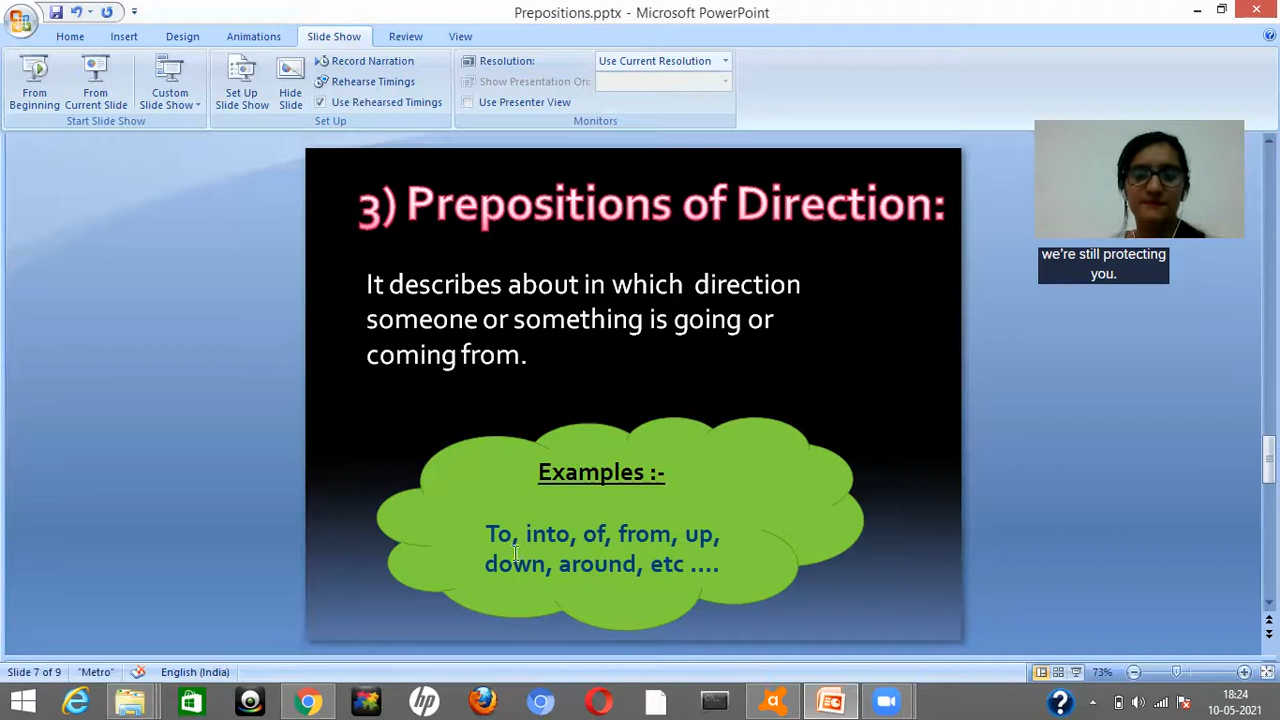 Prepositions.pptx - Microsoft PowerPoint
Home Insert Design Animations Slide Show Review View
From Beginning
From Current Slide
Custom Slide Show
Start Slide Show
Set Up Slide Show
Hide Slide
Record Narration
Rehearse Timings
Use Rehearsed Timings
Set Up
Resolution: Use Current Resolution
Show Presentation On:
Use Presenter View
Monitors
we're still protecting
you.
3) Prepositions of Direction:
It describes about in which direction
someone or something is going or
coming from.
Examples :-
To, into, of, from, up,
down, around, etc ....
Slide 7 of 9 "Metro" English (India) 73%
hp
18:24
10-05-2021